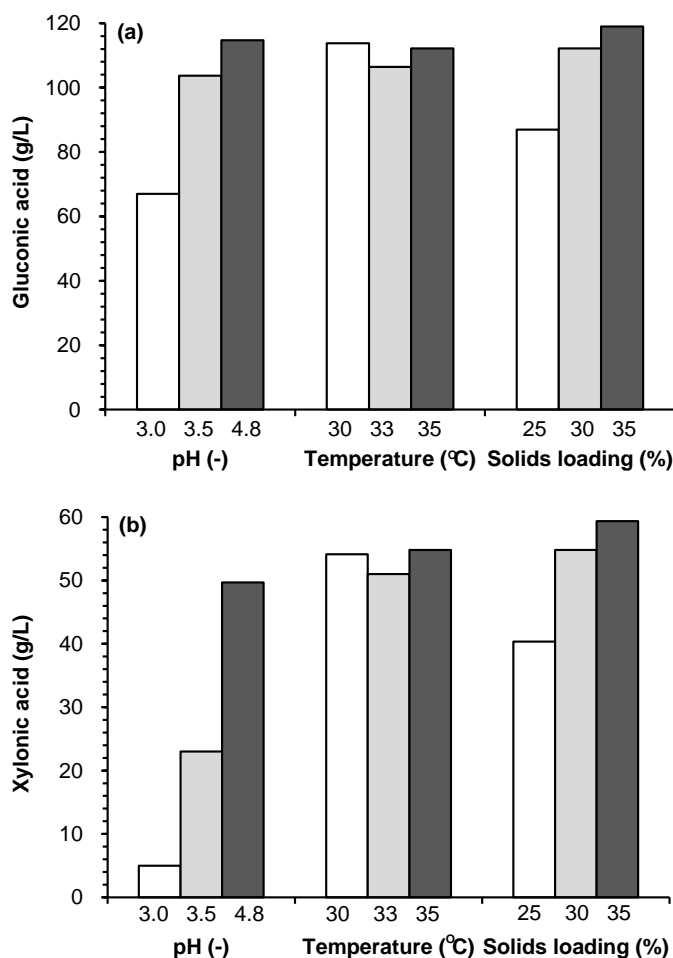 (a)
Gluconic acid (g/L)
120
100
80
60
40
20
0
3.0 3.5 4.8 30 33 35 25 30 35
pH (-) Temperature (ºC) Solids loading (%)
(b)
Xylonic acid (g/L)
60
50
40
30
20
10
0
3.0 3.5 4.8 30 33 35 25 30 35
pH (-) Temperature (ºC) Solids loading (%)